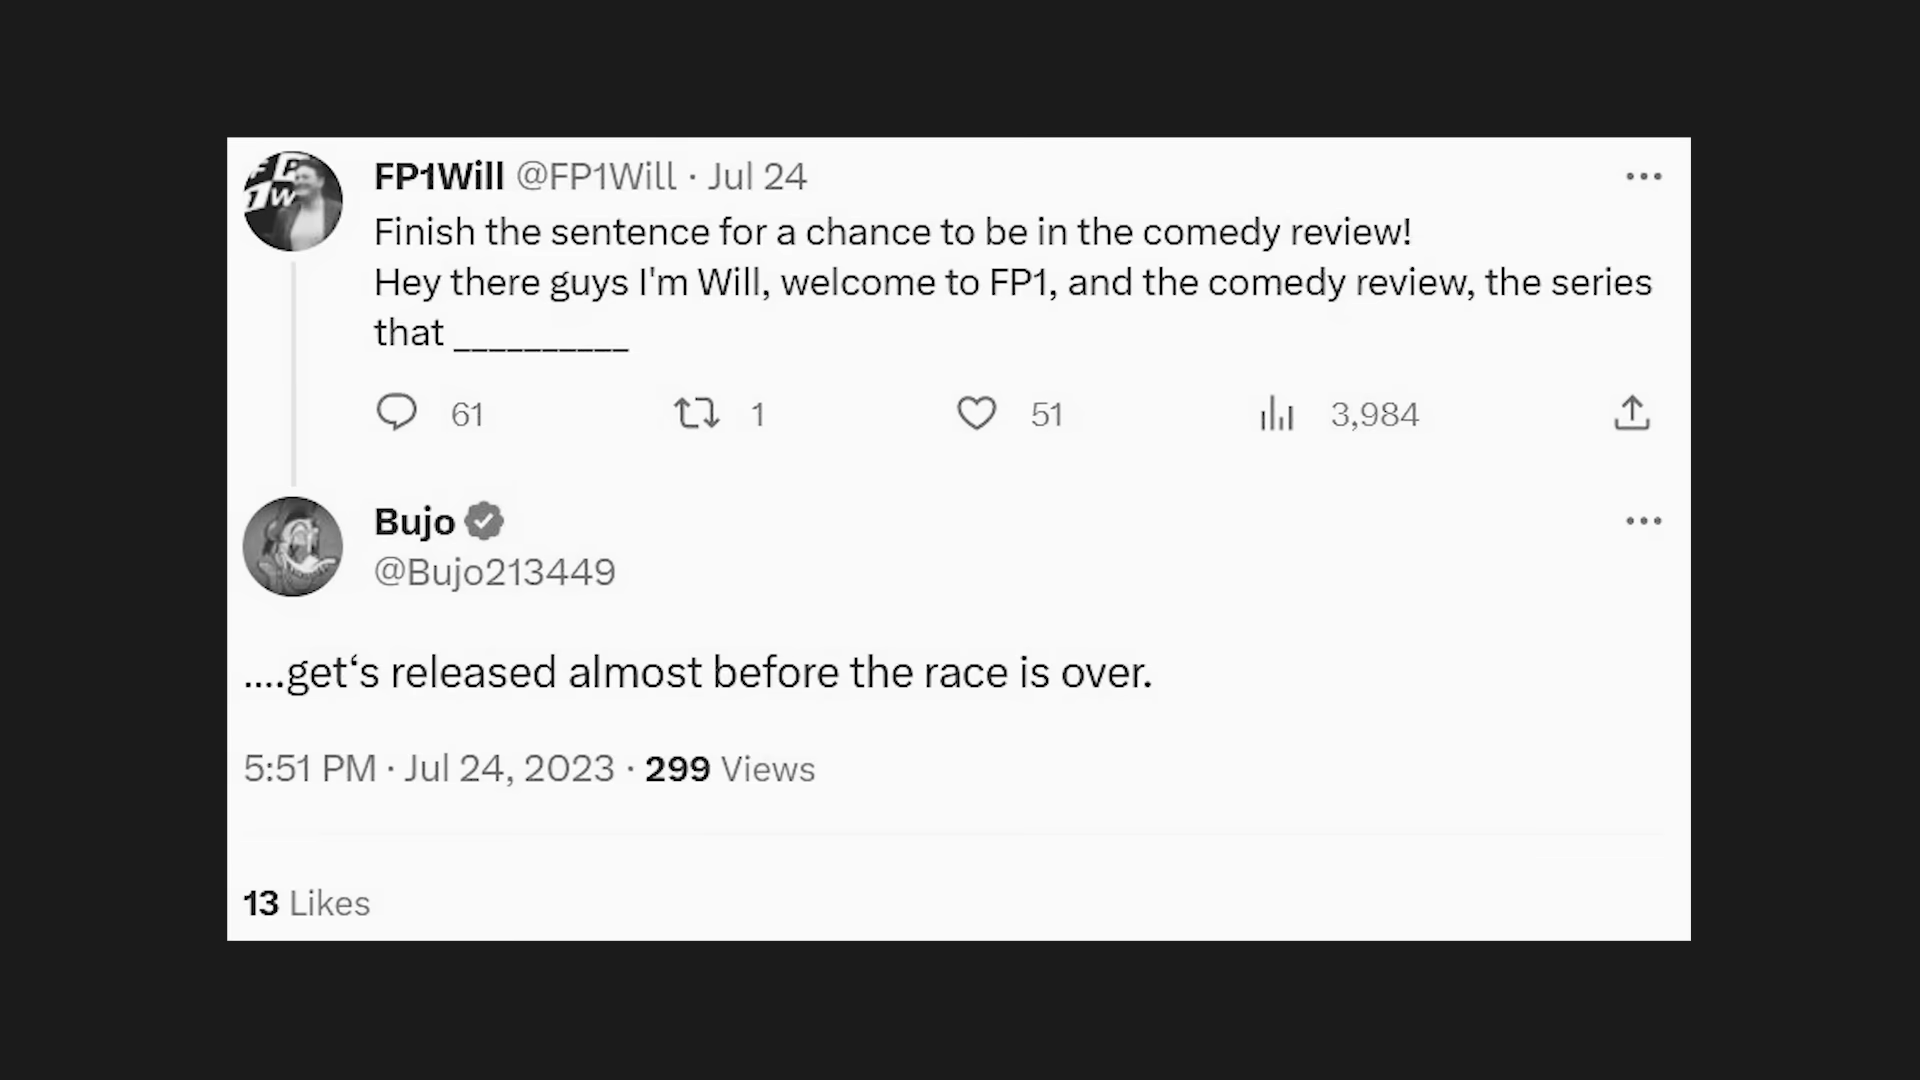 FP1Will @FP1Will · Jul 24
Finish the sentence for a chance to be in the comedy review!
Hey there guys I'm Will, welcome to FP1, and the comedy review, the series
that __________
61 1 51 3,984
Bujo
@Bujo213449
....get‘s released almost before the race is over.
5:51 PM · Jul 24, 2023 · 299 Views
13 Likes